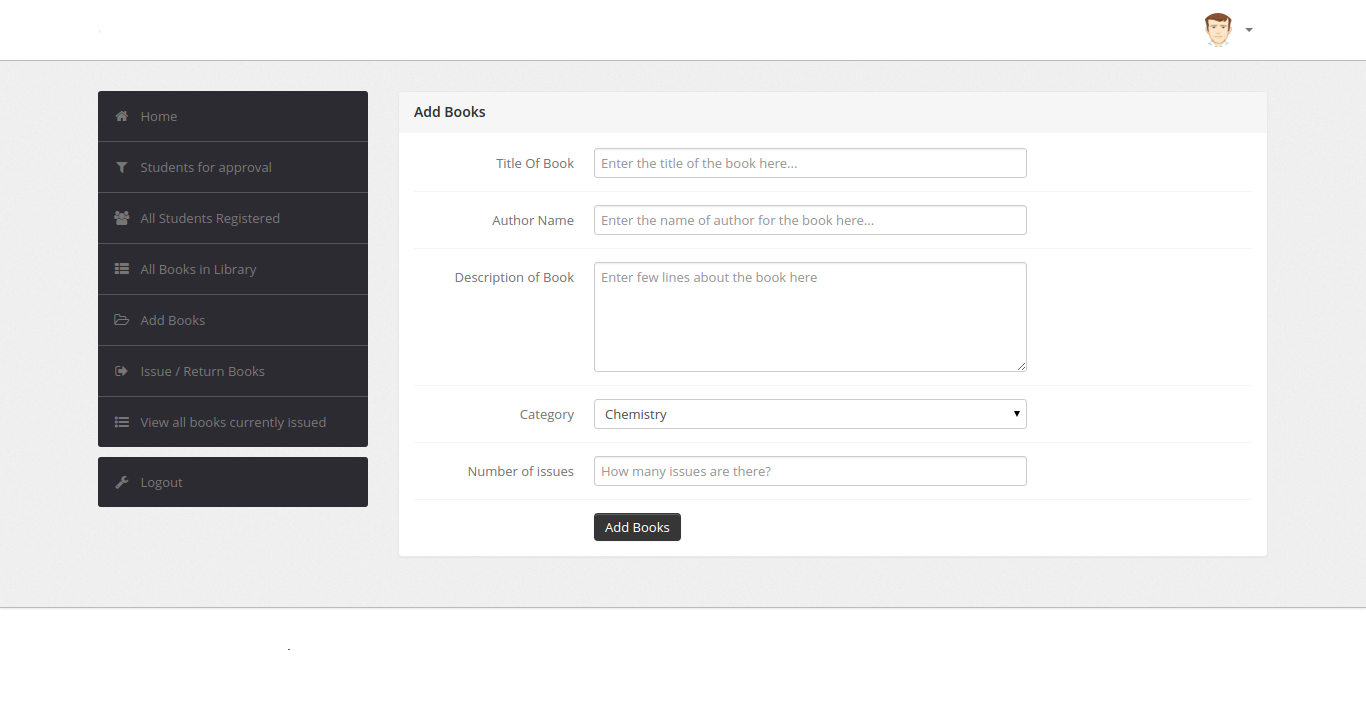 Home
Students for approval
All Students Registered
All Books in Library
Add Books
Issue / Return Books
View all books currently issued
Logout
Add Books
Title Of Book
Enter the title of the book here...
Author Name
Enter the name of author for the book here...
Description of Book
Enter few lines about the book here
Category
Chemistry
Number of issues
How many issues are there?
Add Books